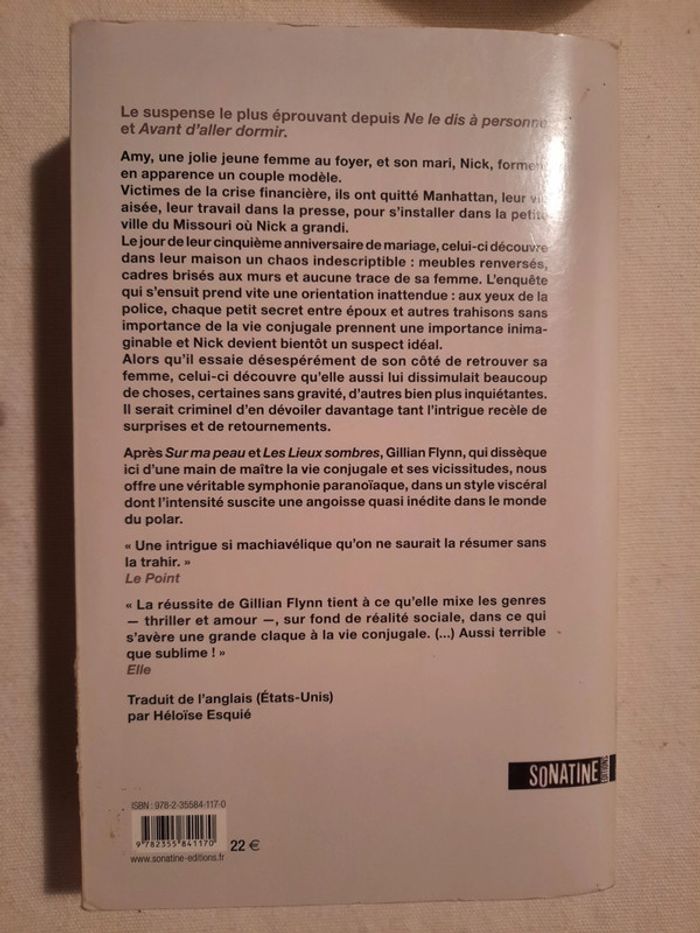 Le suspense le plus éprouvant depuis Ne le dis à personne
et Avant d'aller dormir.
Amy, une jolie jeune femme au foyer, et son mari, Nick,
en apparence un couple modèle.
Victimes de la crise financière, ils ont quitté Manhattan, leur
aisée, leur travail dans la presse, pour s'installer dans la petite
ville du Missouri où Nick a grandi.
Le jour de leur cinquième anniversaire de mariage, celui-ci découvre
dans leur maison un chaos indescriptible : meubles renversés,
cadres brisés aux murs et aucune trace de sa femme. L'enquête
qui s'ensuit prend vite une orientation inattendue : aux yeux de la
police, chaque petit secret entre époux et autres trahisons sans
importance de la vie conjugale prennent une importance inima-
ginable et Nick devient bientôt un suspect idéal.
Alors qu'il essaie désespérément de son côté de retrouver sa
femme, celui-ci découvre qu'elle aussi lui dissimulait beaucoup
de choses, certaines sans gravité, d'autres bien plus inquiétantes.
Il serait criminel d'en dévoiler davantage tant l'intrigue recèle de
surprises et de retournements.
Après Sur ma peau et Les Lieux sombres, Gillian Flynn, qui dissèque
ici d'une main de maître la vie conjugale et ses vicissitudes, nous
offre une véritable symphonie paranoïaque, dans un style viscéral
dont l'intensité suscite une angoisse quasi inédite dans le monde
du polar.
« Une intrigue si machiavélique qu'on ne saurait la résumer sans
la trahir. »
Le Point
« La réussite de Gillian Flynn tient à ce qu'elle mixe les genres
— thriller et amour —, sur fond de réalité sociale, dans ce qui
s'avère une grande claque à la vie conjugale. (...) Aussi terrible
que sublime ! »
Elle
Traduit de l'anglais (États-Unis)
par Héloïse Esquié
SONATINE
ÉDITIONS
ISBN : 978-2-35584-117-0
9 782355 841170
22 €
www.sonatine-editions.fr